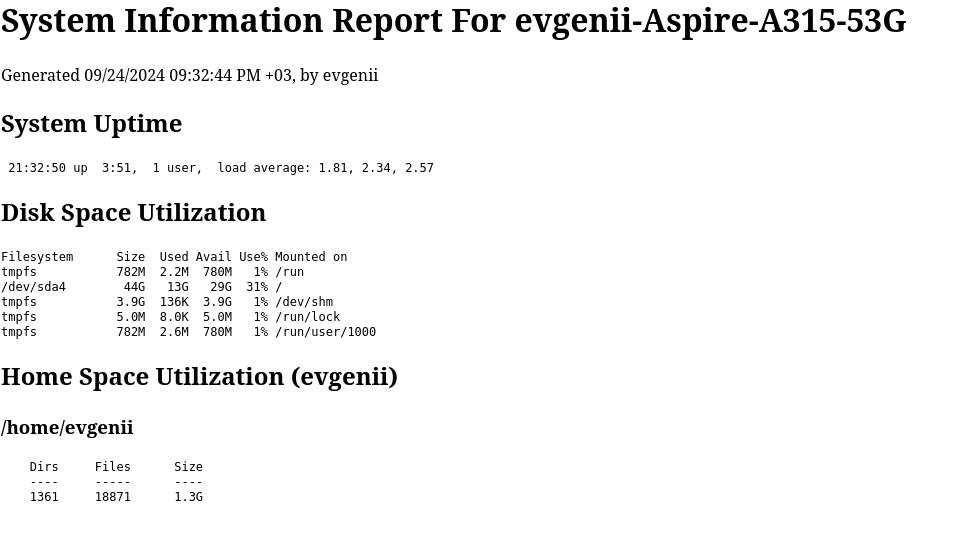 System Information Report For evgenii-Aspire-A315-53G
Generated 09/24/2024 09:32:44 PM +03, by evgenii
System Uptime
 21:32:50 up  3:51,  1 user,  load average: 1.81, 2.34, 2.57
Disk Space Utilization
Filesystem      Size  Used Avail Use% Mounted on
tmpfs           782M  2.2M  780M   1% /run
/dev/sda4        44G   13G   29G  31% /
tmpfs           3.9G  136K  3.9G   1% /dev/shm
tmpfs           5.0M  8.0K  5.0M   1% /run/lock
tmpfs           782M  2.6M  780M   1% /run/user/1000
Home Space Utilization (evgenii)
/home/evgenii
    Dirs     Files      Size
    ----     -----      ----
    1361     18871      1.3G